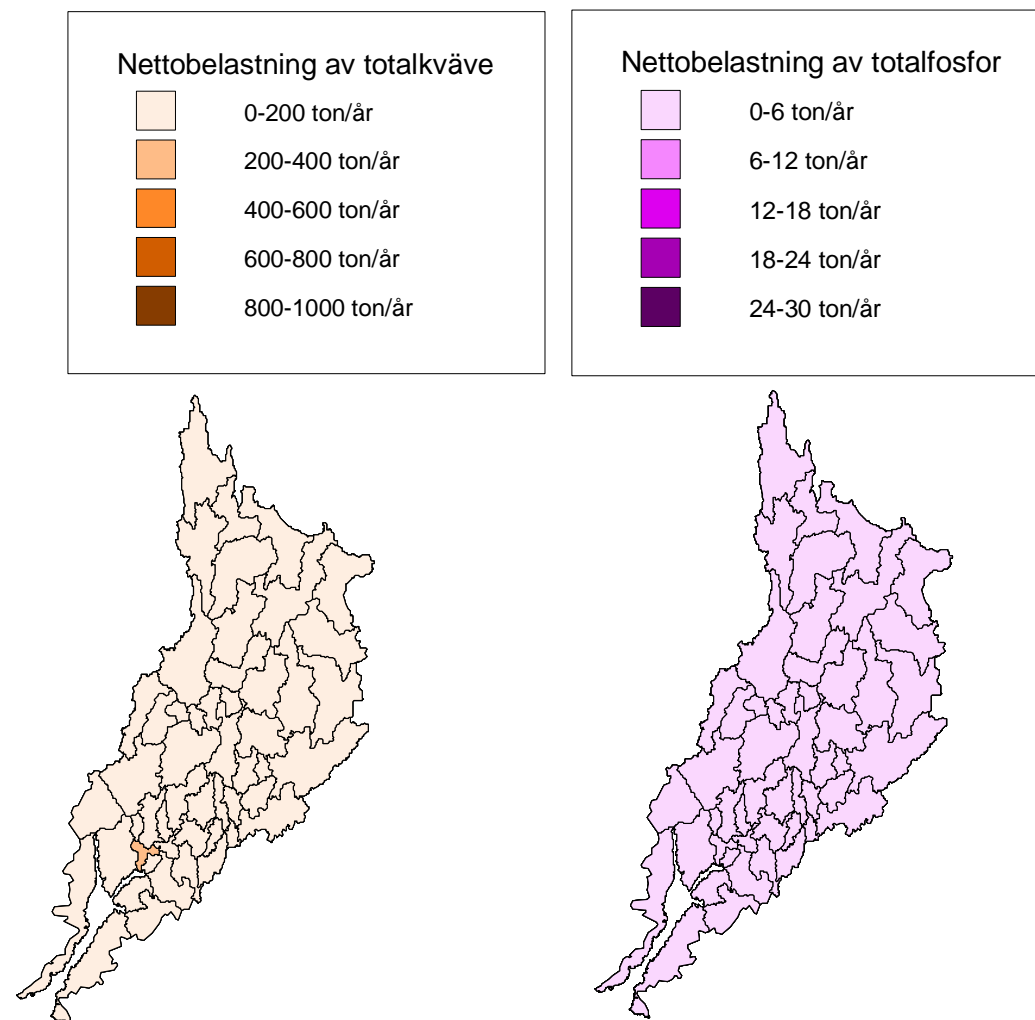 Nettobelastning av totalkväve
0-200 ton/år
200-400 ton/år
400-600 ton/år
600-800 ton/år
800-1000 ton/år
Nettobelastning av totalfosfor
0-6 ton/år
6-12 ton/år
12-18 ton/år
18-24 ton/år
24-30 ton/år